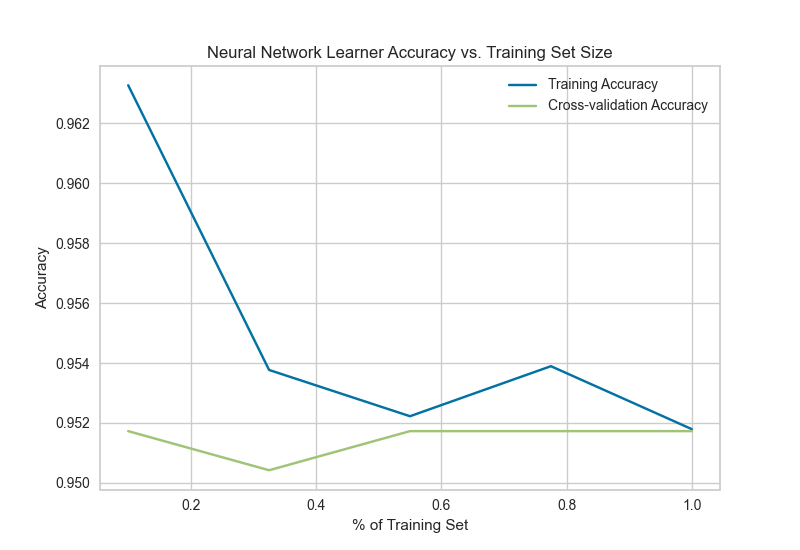 Neural Network Learner Accuracy vs. Training Set Size
Training Accuracy
Cross-validation Accuracy
0.962
0.960
0.958
0.956
0.954
0.952
0.950
Accuracy
0.2 0.4 0.6 0.8 1.0
% of Training Set